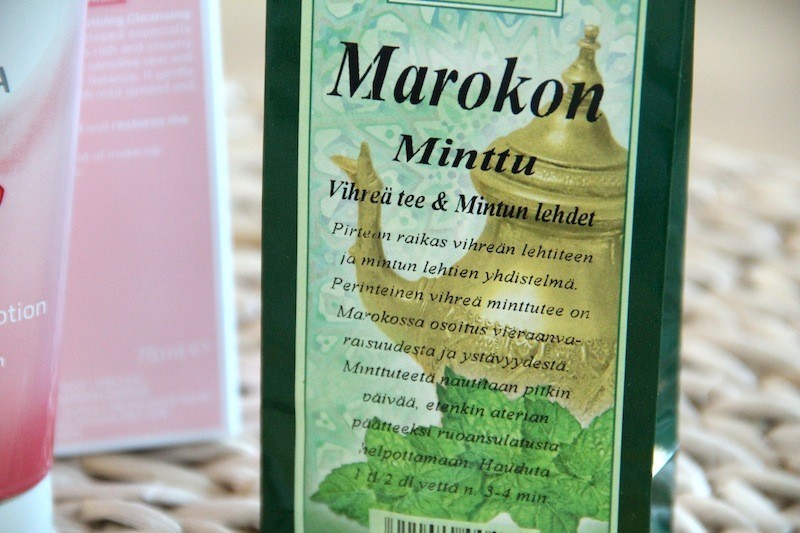 Marokon
Minttu
Vihreä tee & Mintun lehdet
Pirteän raikas vihreän lehtiteen
ja mintun lehtien yhdistelmä.
Perinteinen vihreä minttutee on
Marokossa osoitus vieraanva-
raisuudesta ja ystävyydestä.
Minttuteetä nautitaan pitkin
päivää, etenkin aterian
päätteeksi ruoansulatusta
helpottamaan. Hauduta
1 tl/2 dl vettä n. 3-4 min.